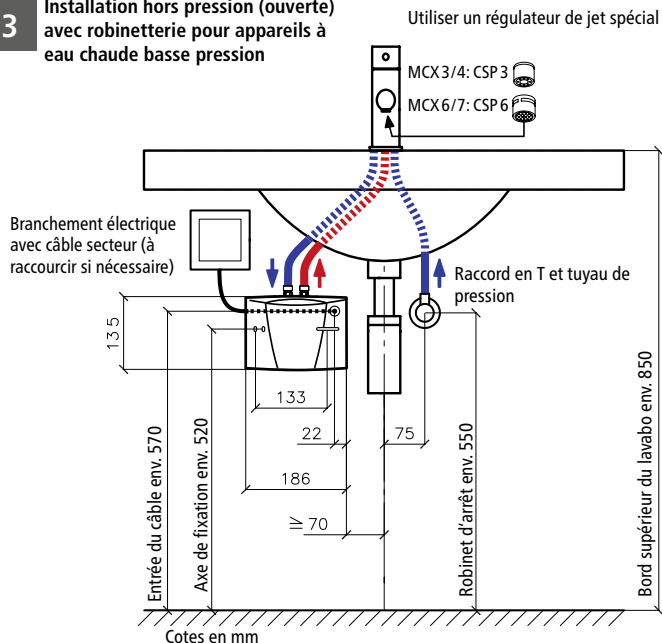 3
Installation hors pression (ouverte)
avec robinetterie pour appareils à
eau chaude basse pression
Utiliser un régulateur de jet spécial
MCX 3/4: CSP 3
MCX 6/7: CSP 6
Branchement électrique
avec câble secteur (à
raccourcir si nécessaire)
Raccord en T et tuyau de
pression
135
133
22
75
186
≥ 70
Entrée du câble env. 570
Axe de fixation env. 520
Robinet d'arrêt env. 550
Bord supérieur du lavabo env. 850
Cotes en mm